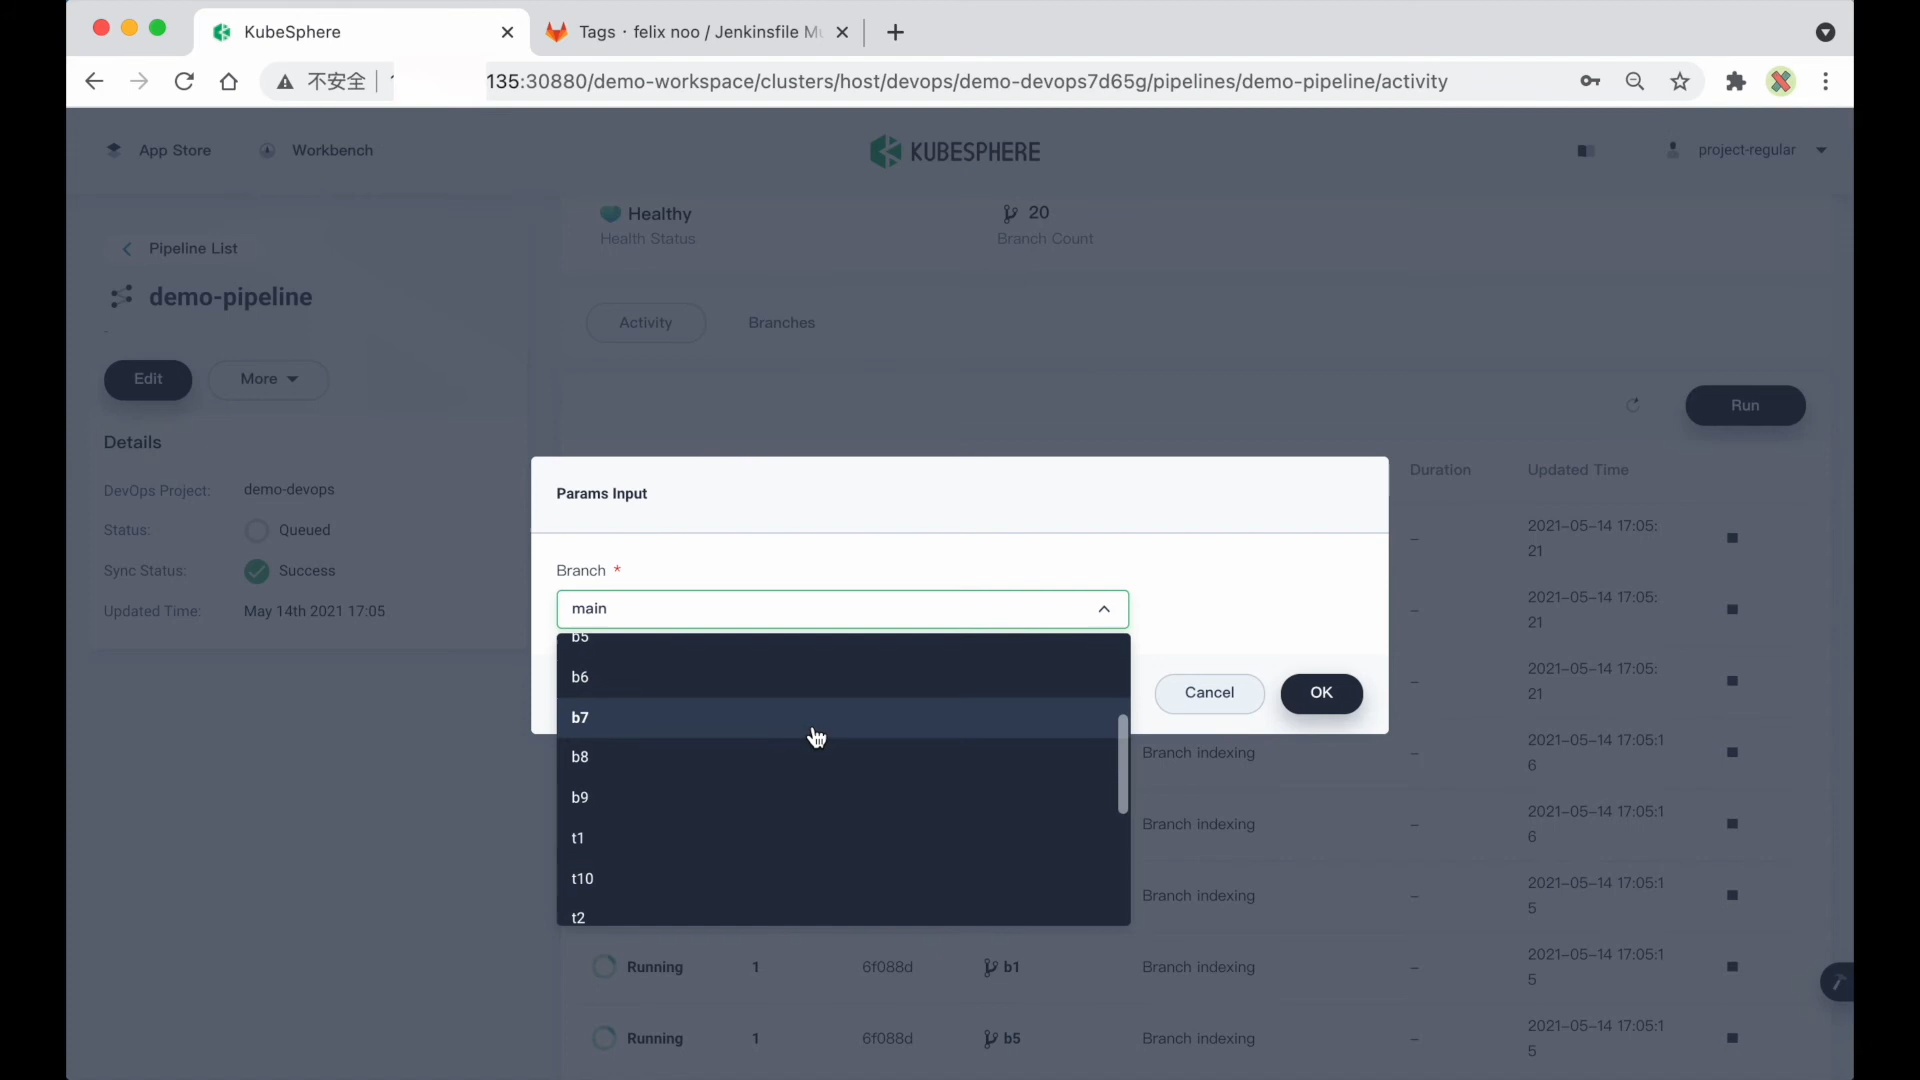 KubeSphere
Tags · felix noo / Jenkinsfile Mu
不安全
135:30880/demo-workspace/clusters/host/devops/demo-devops7d65g/pipelines/demo-pipeline/activity
App Store
Workbench
KUBESPHERE
project-regular
Pipeline List
demo-pipeline
-
Edit
More
Details
DevOps Project: demo-devops
Status: Queued
Sync Status: Success
Updated Time: May 14th 2021 17:05
Healthy
Health Status
20
Branch Count
Activity
Branches
Run
Duration
Updated Time
– 2021-05-14 17:05:
21
– 2021-05-14 17:05:
21
– 2021-05-14 17:05:
21
Params Input
Branch *
main
b5
b6
b7
b8
b9
t1
t10
t2
Cancel
OK
Branch indexing – 2021-05-14 17:05:1
6
Branch indexing – 2021-05-14 17:05:1
6
Branch indexing – 2021-05-14 17:05:1
5
Running 1 6f088d b1 Branch indexing – 2021-05-14 17:05:1
5
Running 1 6f088d b5 Branch indexing – 2021-05-14 17:05:1
5